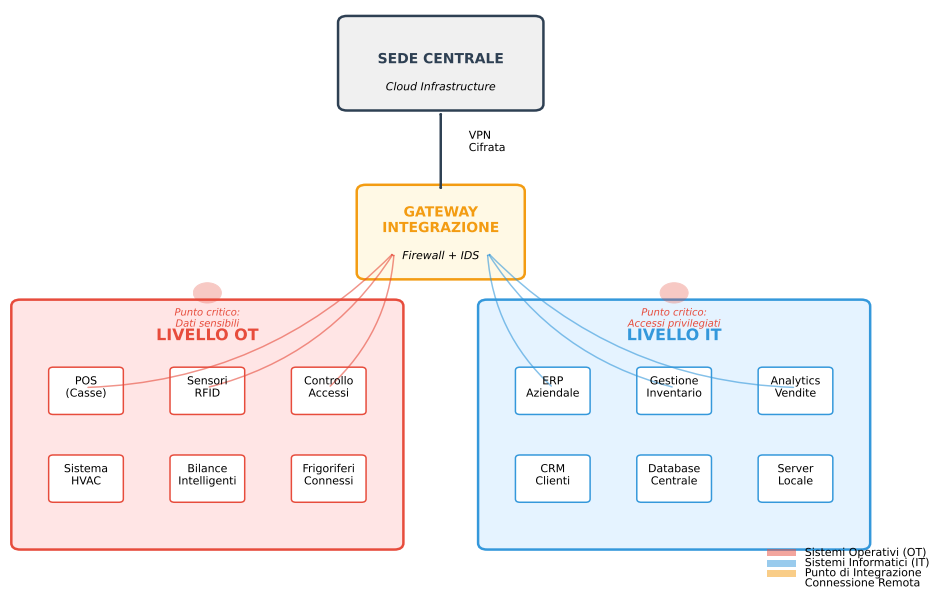 SEDE CENTRALE
Cloud Infrastructure
VPN
Cifrata
GATEWAY
INTEGRAZIONE
Firewall + IDS
Punto critico:
Dati sensibili
LIVELLO OT
POS
(Casse)
Sensori
RFID
Controllo
Accessi
Sistema
HVAC
Bilance
Intelligenti
Frigoriferi
Connessi
Punto critico:
Accessi privilegiati
LIVELLO IT
ERP
Aziendale
Gestione
Inventario
Analytics
Vendite
CRM
Clienti
Database
Centrale
Server
Locale
Sistemi Operativi (OT)
Sistemi Informatici (IT)
Punto di Integrazione
Connessione Remota